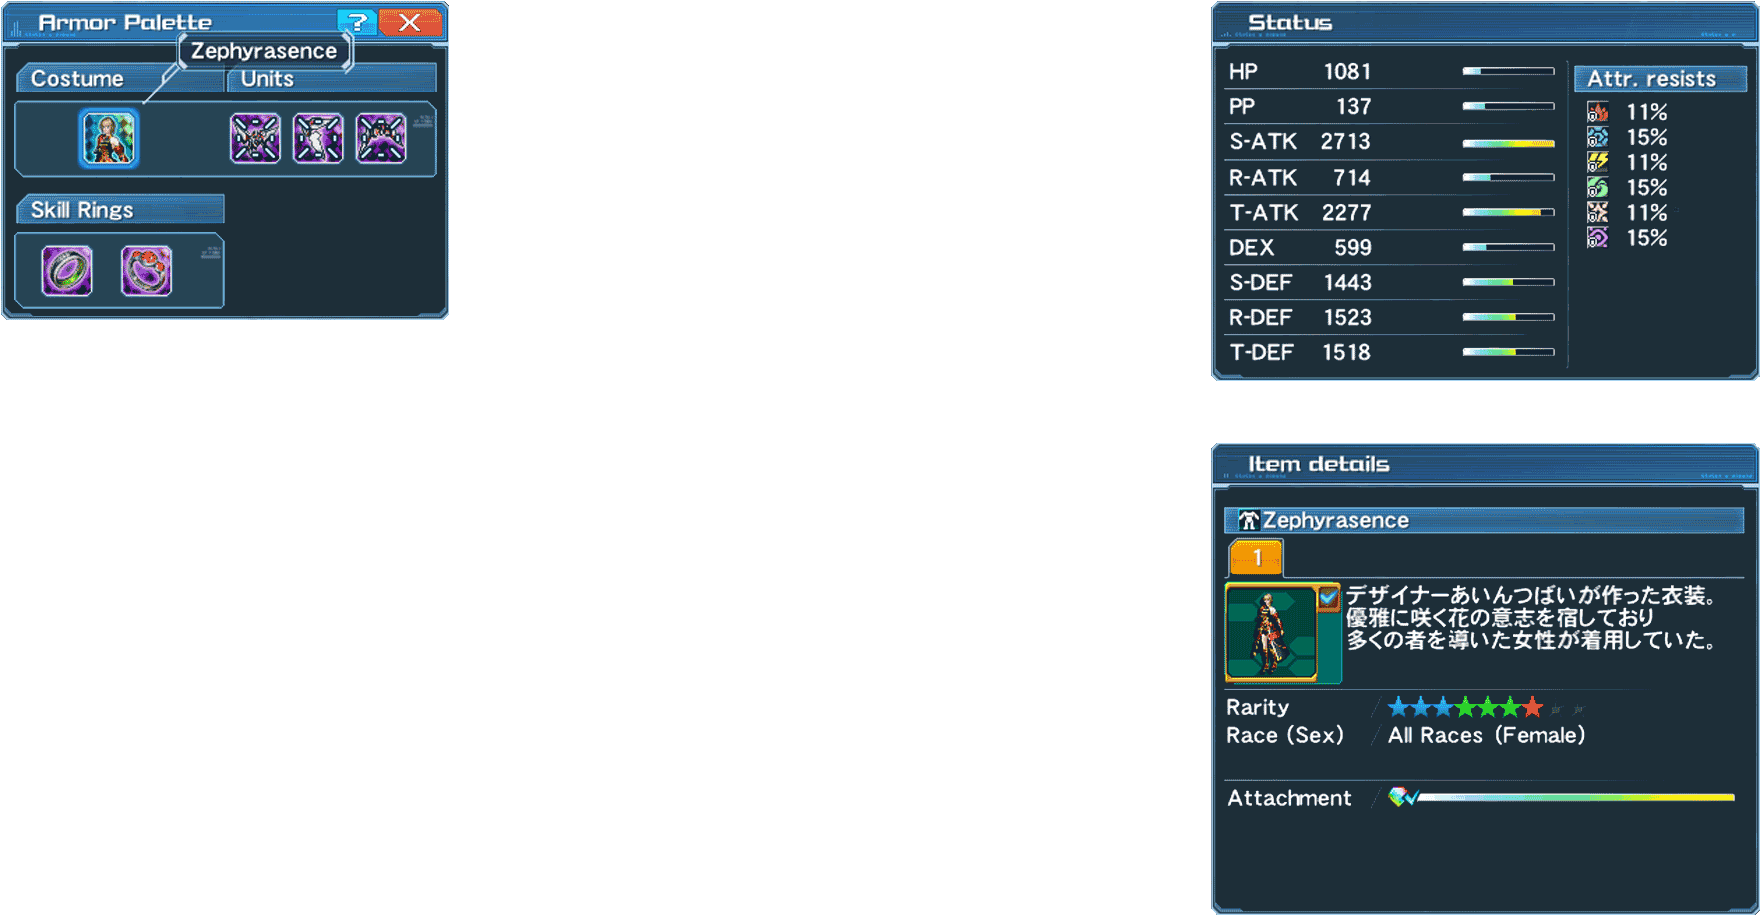 Armor Palette
?
Zephyrasence
Costume
Units
Skill Rings
Status
HP 1081
PP 137
S-ATK 2713
R-ATK 714
T-ATK 2277
DEX 599
S-DEF 1443
R-DEF 1523
T-DEF 1518
Attr. resists
11%
15%
11%
15%
11%
15%
Item details
Zephyrasence
1
デザイナーあいんつばいが作った衣装。
優雅に咲く花の意志を宿しており
多くの者を導いた女性が着用していた。
Rarity
Race (Sex) All Races (Female)
Attachment